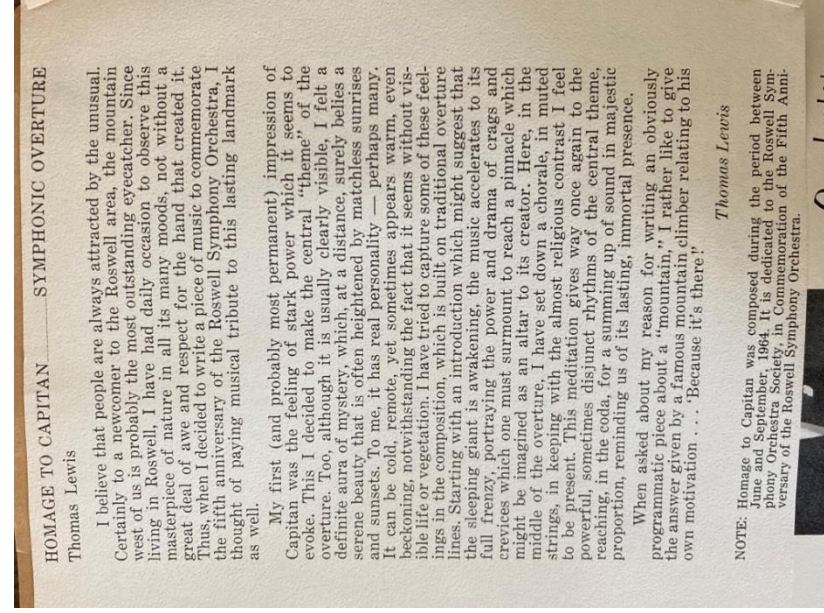 HOMAGE TO CAPITAN ........ SYMPHONIC OVERTURE
Thomas Lewis
I believe that people are always attracted by the unusual.
Certainly to a newcomer to the Roswell area, the mountain
west of us is probably the most outstanding eyecatcher. Since
living in Roswell, I have had daily occasion to observe this
masterpiece of nature in all its many moods, not without a
great deal of awe and respect for the hand that created it.
Thus, when I decided to write a piece of music to commemorate
the fifth anniversary of the Roswell Symphony Orchestra, I
thought of paying musical tribute to this lasting landmark
as well.
My first (and probably most permanent) impression of
Capitan was the feeling of stark power which it seems to
evoke. This I decided to make the central "theme" of the
overture. Too, although it is usually clearly visible, I felt a
definite aura of mystery, which, at a distance, surely belies a
serene beauty that is often heightened by matchless sunrises
and sunsets. To me, it has real personality — perhaps many.
It can be cold, remote, yet sometimes appears warm, even
beckoning, notwithstanding the fact that it seems without vis-
ible life or vegetation. I have tried to capture some of these feel-
ings in the composition, which is built on traditional overture
lines. Starting with an introduction which might suggest that
the sleeping giant is awakening, the music accelerates to its
full frenzy, portraying the power and drama of crags and
crevices which one must surmount to reach a pinnacle which
might be imagined as an altar to its creator. Here, in the
middle of the overture, I have set down a chorale, in muted
strings, in keeping with the almost religious contrast I feel
to be present. This meditation gives way once again to the
powerful, sometimes disjunct rhythms of the central theme,
reaching, in the coda, for a summing up of sound in majestic
proportion, reminding us of its lasting, immortal presence.
When asked about my reason for writing an obviously
programmatic piece about a "mountain," I rather like to give
the answer given by a famous mountain climber relating to his
own motivation . . . . "Because it's there!"
Thomas Lewis
NOTE: Homage to Capitan was composed during the period between
June and September, 1964. It is dedicated to the Roswell Sym-
phony Orchestra Society, in Commemoration of the Fifth Anni-
versary of the Roswell Symphony Orchestra.